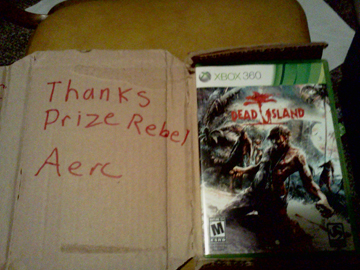 Thanks
Prize Rebel
Aerc
XBOX 360
DEAD ISLAND
M